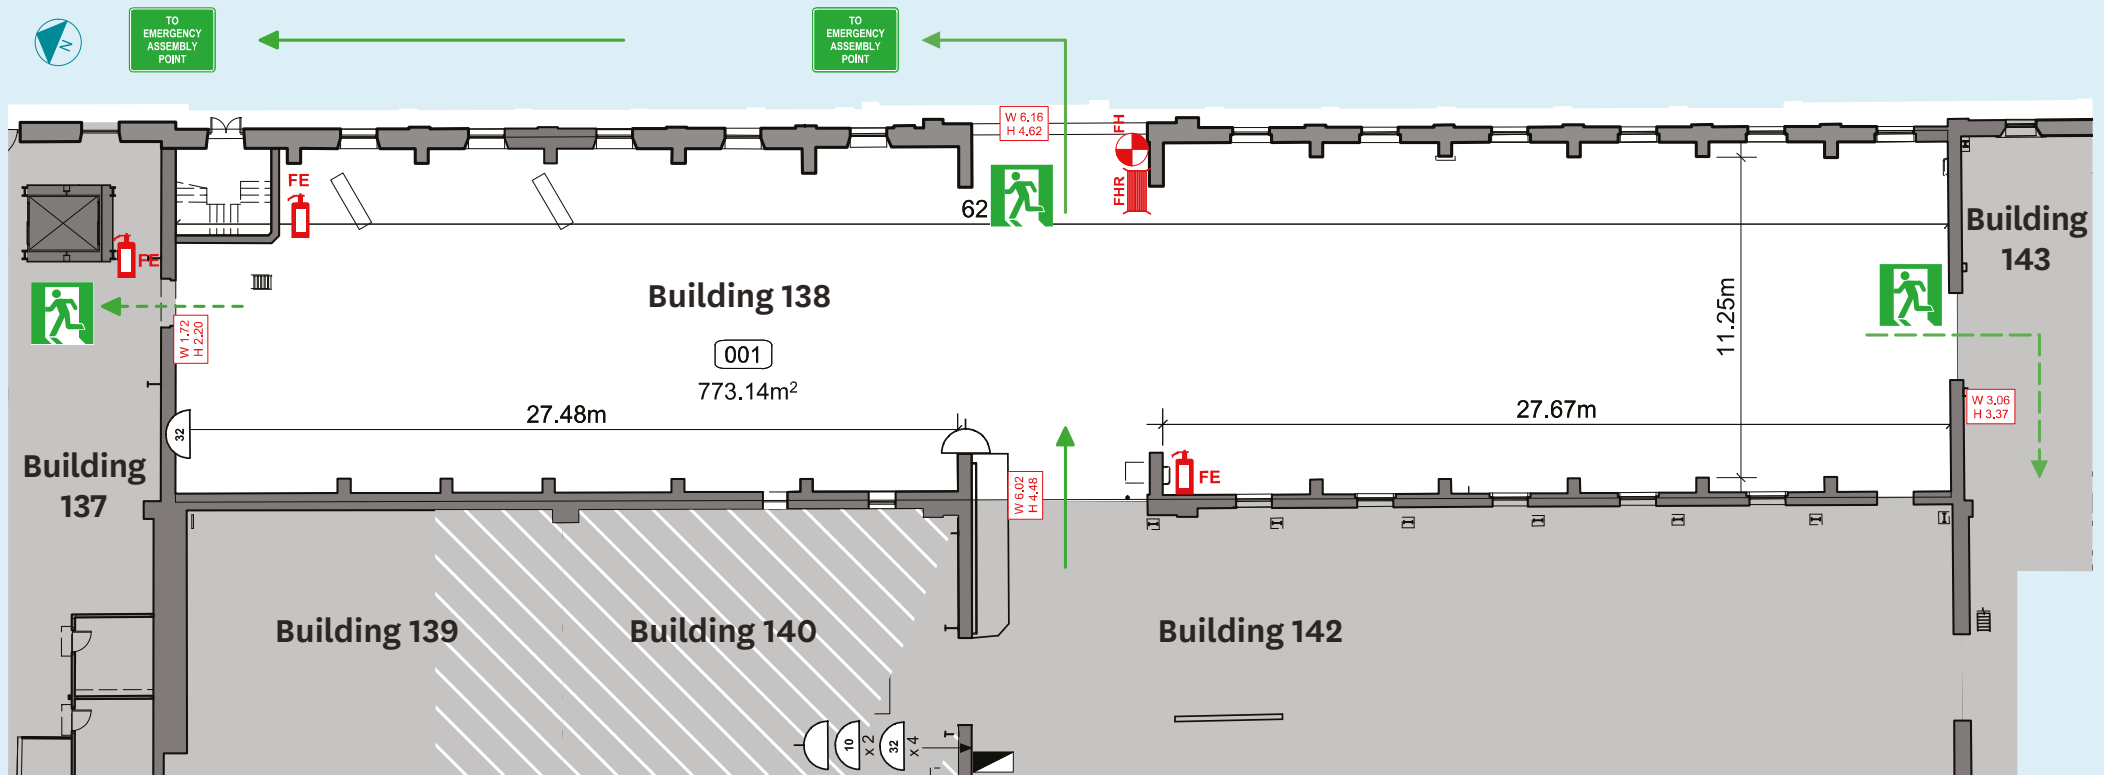 TO
EMERGENCY
ASSEMBLY
POINT
TO
EMERGENCY
ASSEMBLY
POINT
N
W 6.16
H 4.62
FH
FHR
FE
62
FE
Building
143
Building 138
001
773.14m²
11.25m
W 1.72
H 2.20
27.48m
27.67m
W 3.06
H 3.37
32
Building
137
FE
W 6.02
H 4.48
Building 139
Building 140
Building 142
10
x 2
32
x 4